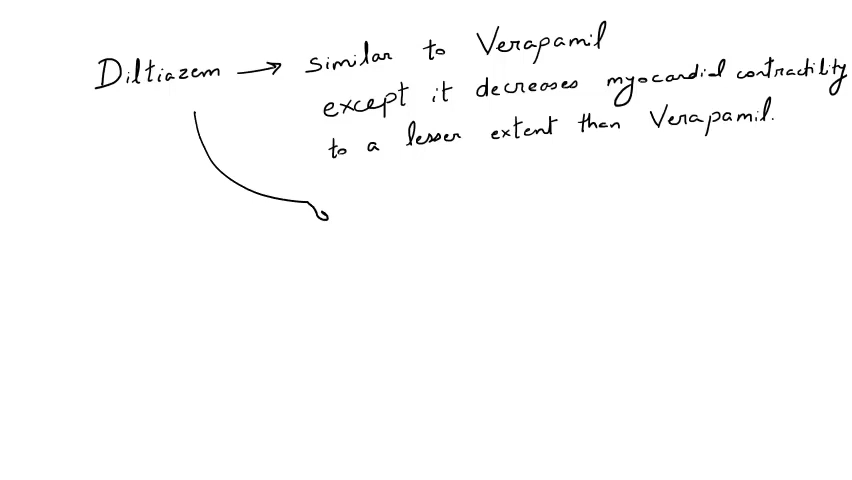 Diltiazem → similar to Verapamil
except it decreases myocardial contractility
to a lesser extent than Verapamil.